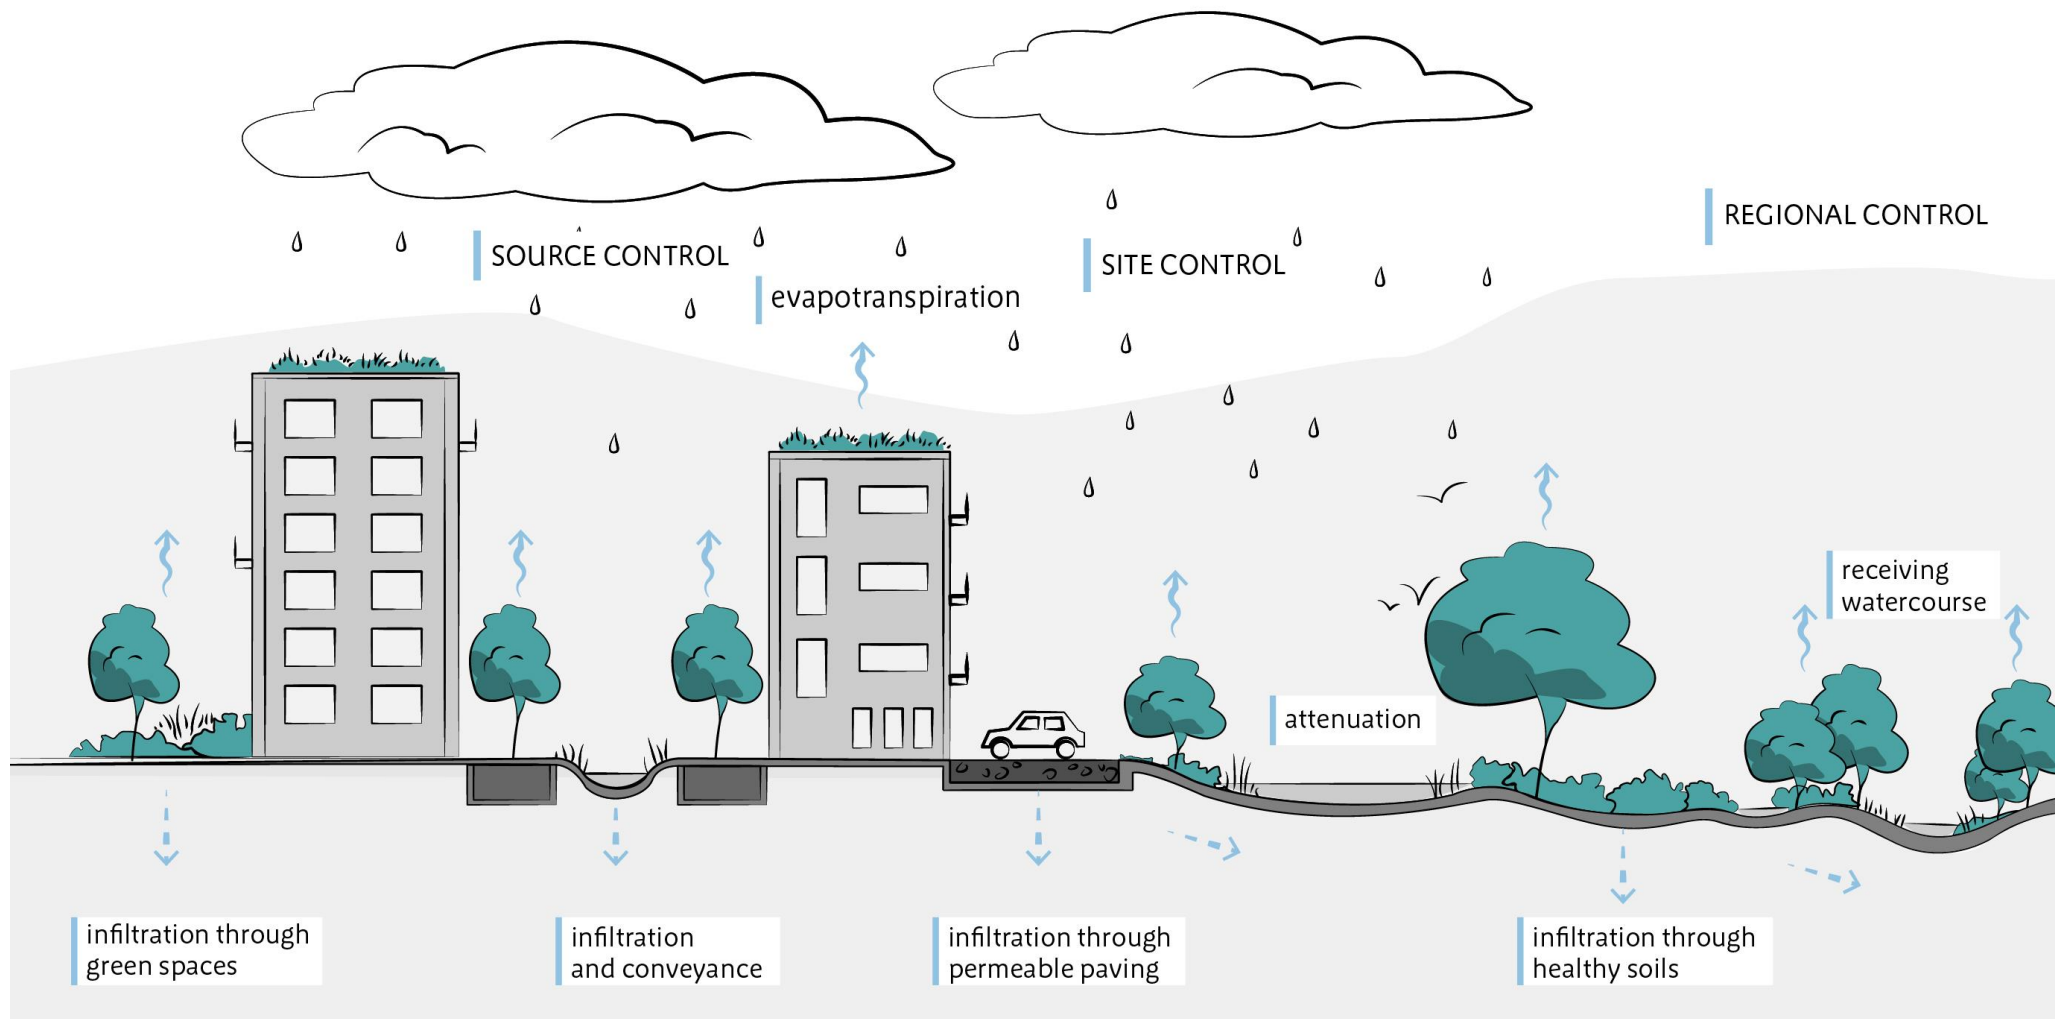 REGIONAL CONTROL
SOURCE CONTROL
SITE CONTROL
evapotranspiration
receiving
watercourse
attenuation
infiltration through
green spaces
infiltration
and conveyance
infiltration through
permeable paving
infiltration through
healthy soils